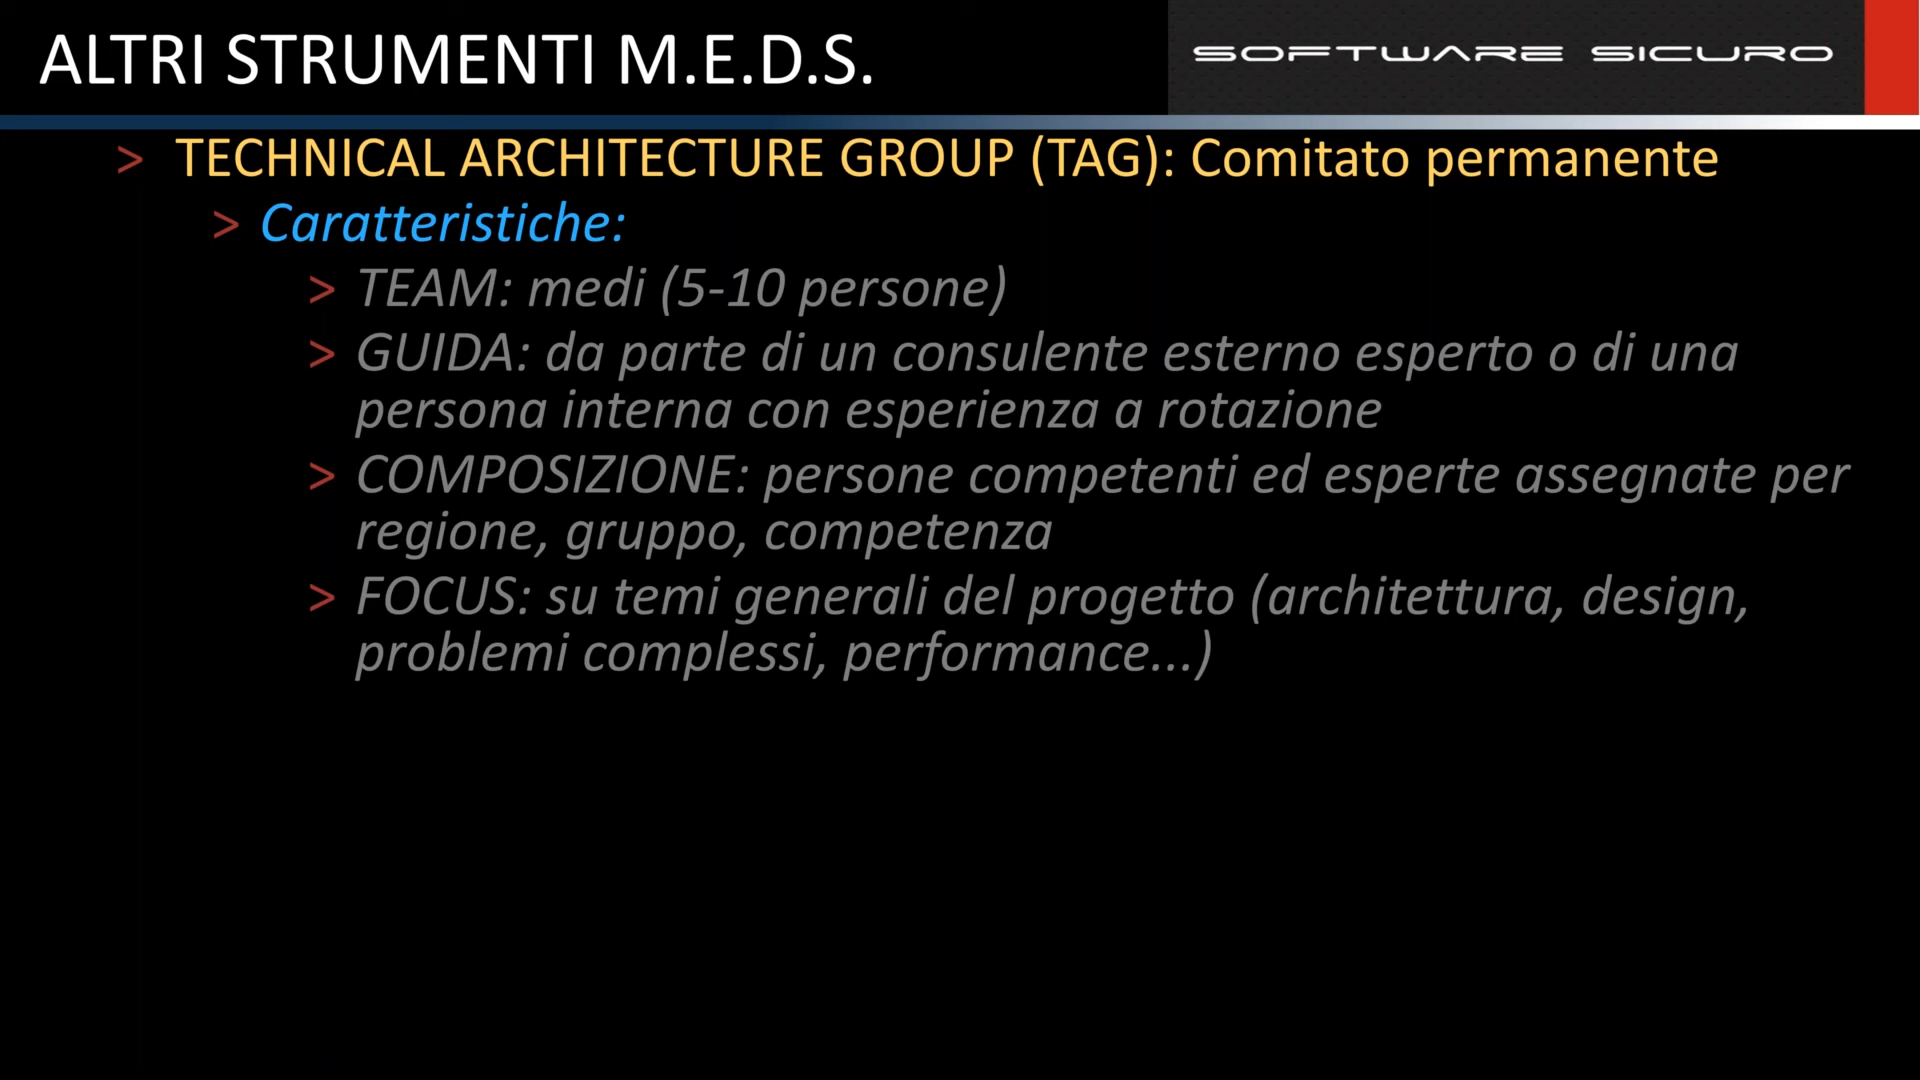 ALTRI STRUMENTI M.E.D.S.
SOFTWARE SICURO
> TECHNICAL ARCHITECTURE GROUP (TAG): Comitato permanente
> Caratteristiche:
> TEAM: medi (5-10 persone)
> GUIDA: da parte di un consulente esterno esperto o di una
persona interna con esperienza a rotazione
> COMPOSIZIONE: persone competenti ed esperte assegnate per
regione, gruppo, competenza
> FOCUS: su temi generali del progetto (architettura, design,
problemi complessi, performance...)